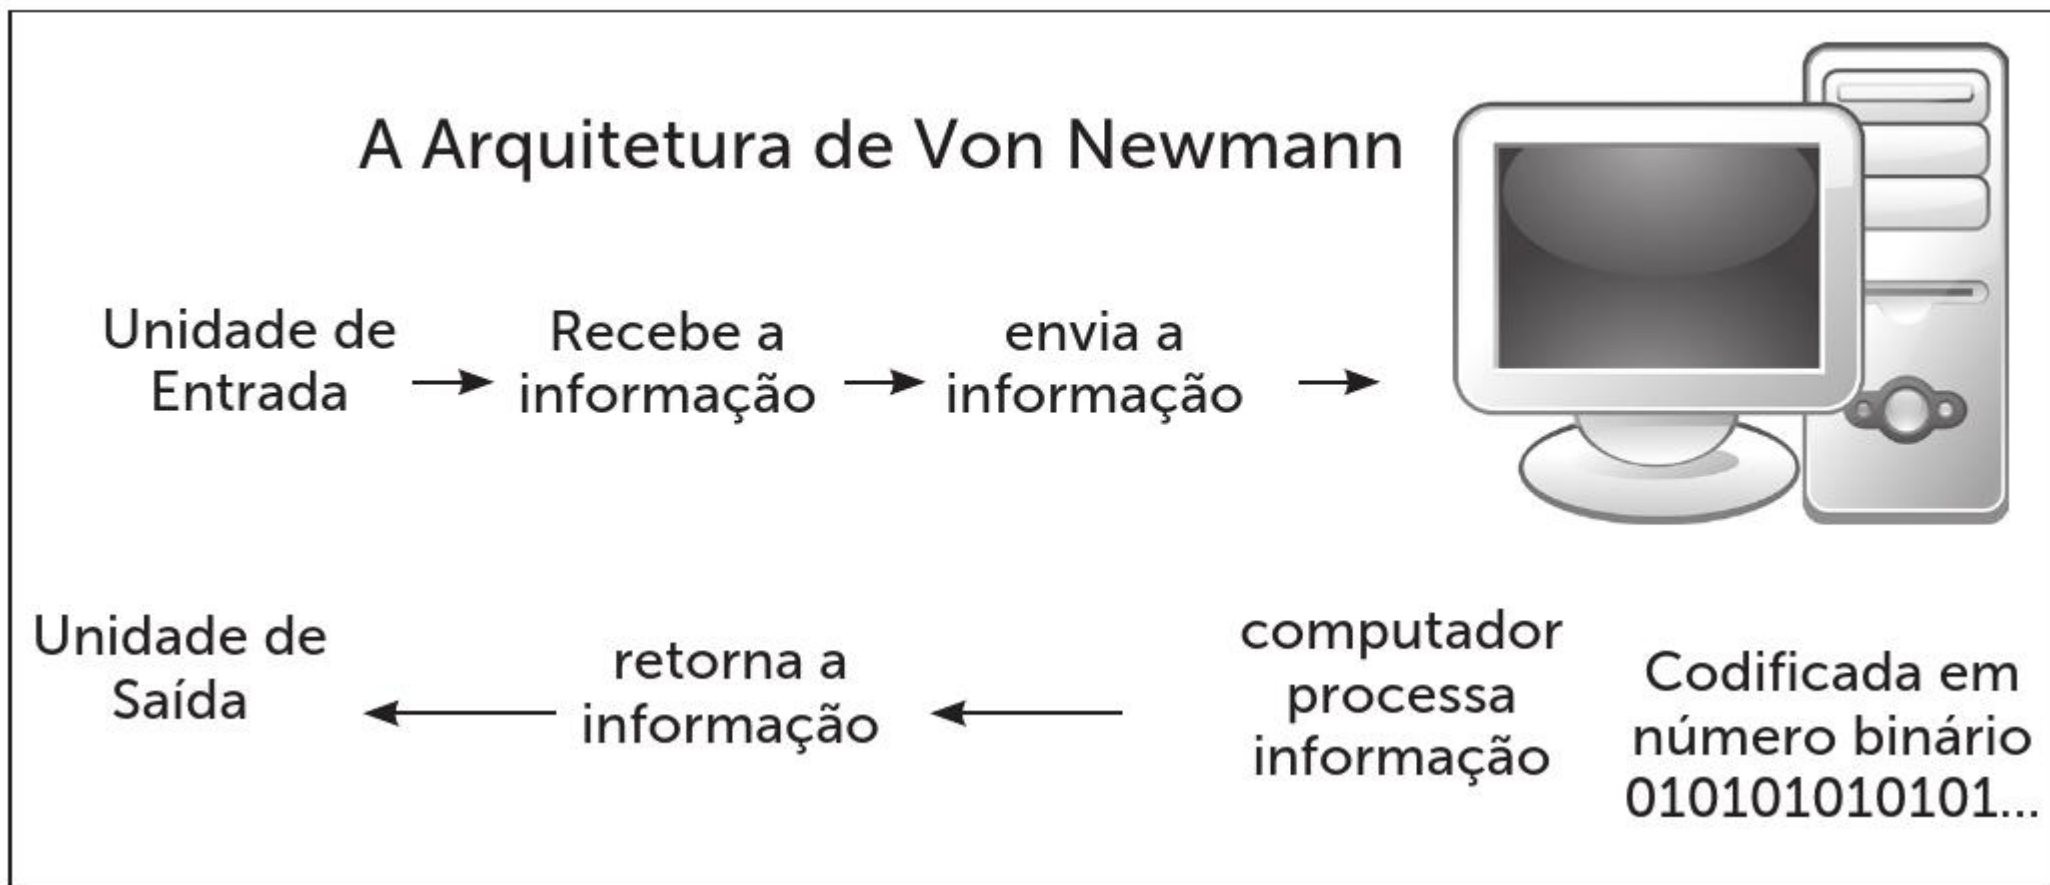 A Arquitetura de Von Newmann
Unidade de
Entrada
Recebe a
informação
envia a
informação
Unidade de
Saída
retorna a
informação
computador
processa
informação
Codificada em
número binário
010101010101...